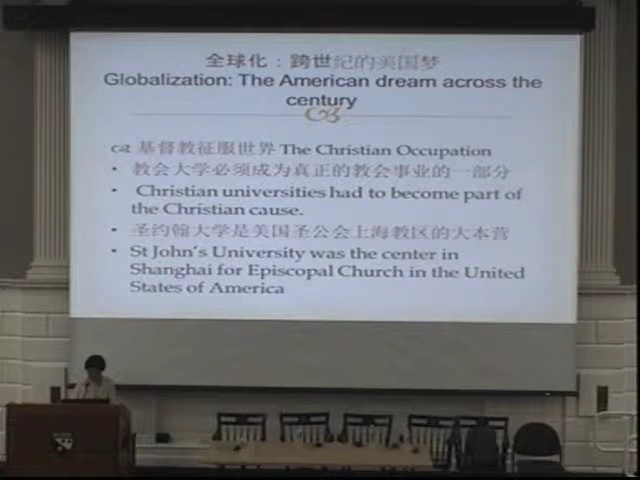 全球化：跨世纪的美国梦
Globalization: The American dream across the
century
基督教征服世界 The Christian Occupation
• 教会大学必须成为真正的教会事业的一部分
• Christian universities had to become part of
the Christian cause.
• 圣约翰大学是美国圣公会上海教区的大本营
• St John's University was the center in
Shanghai for Episcopal Church in the United
States of America